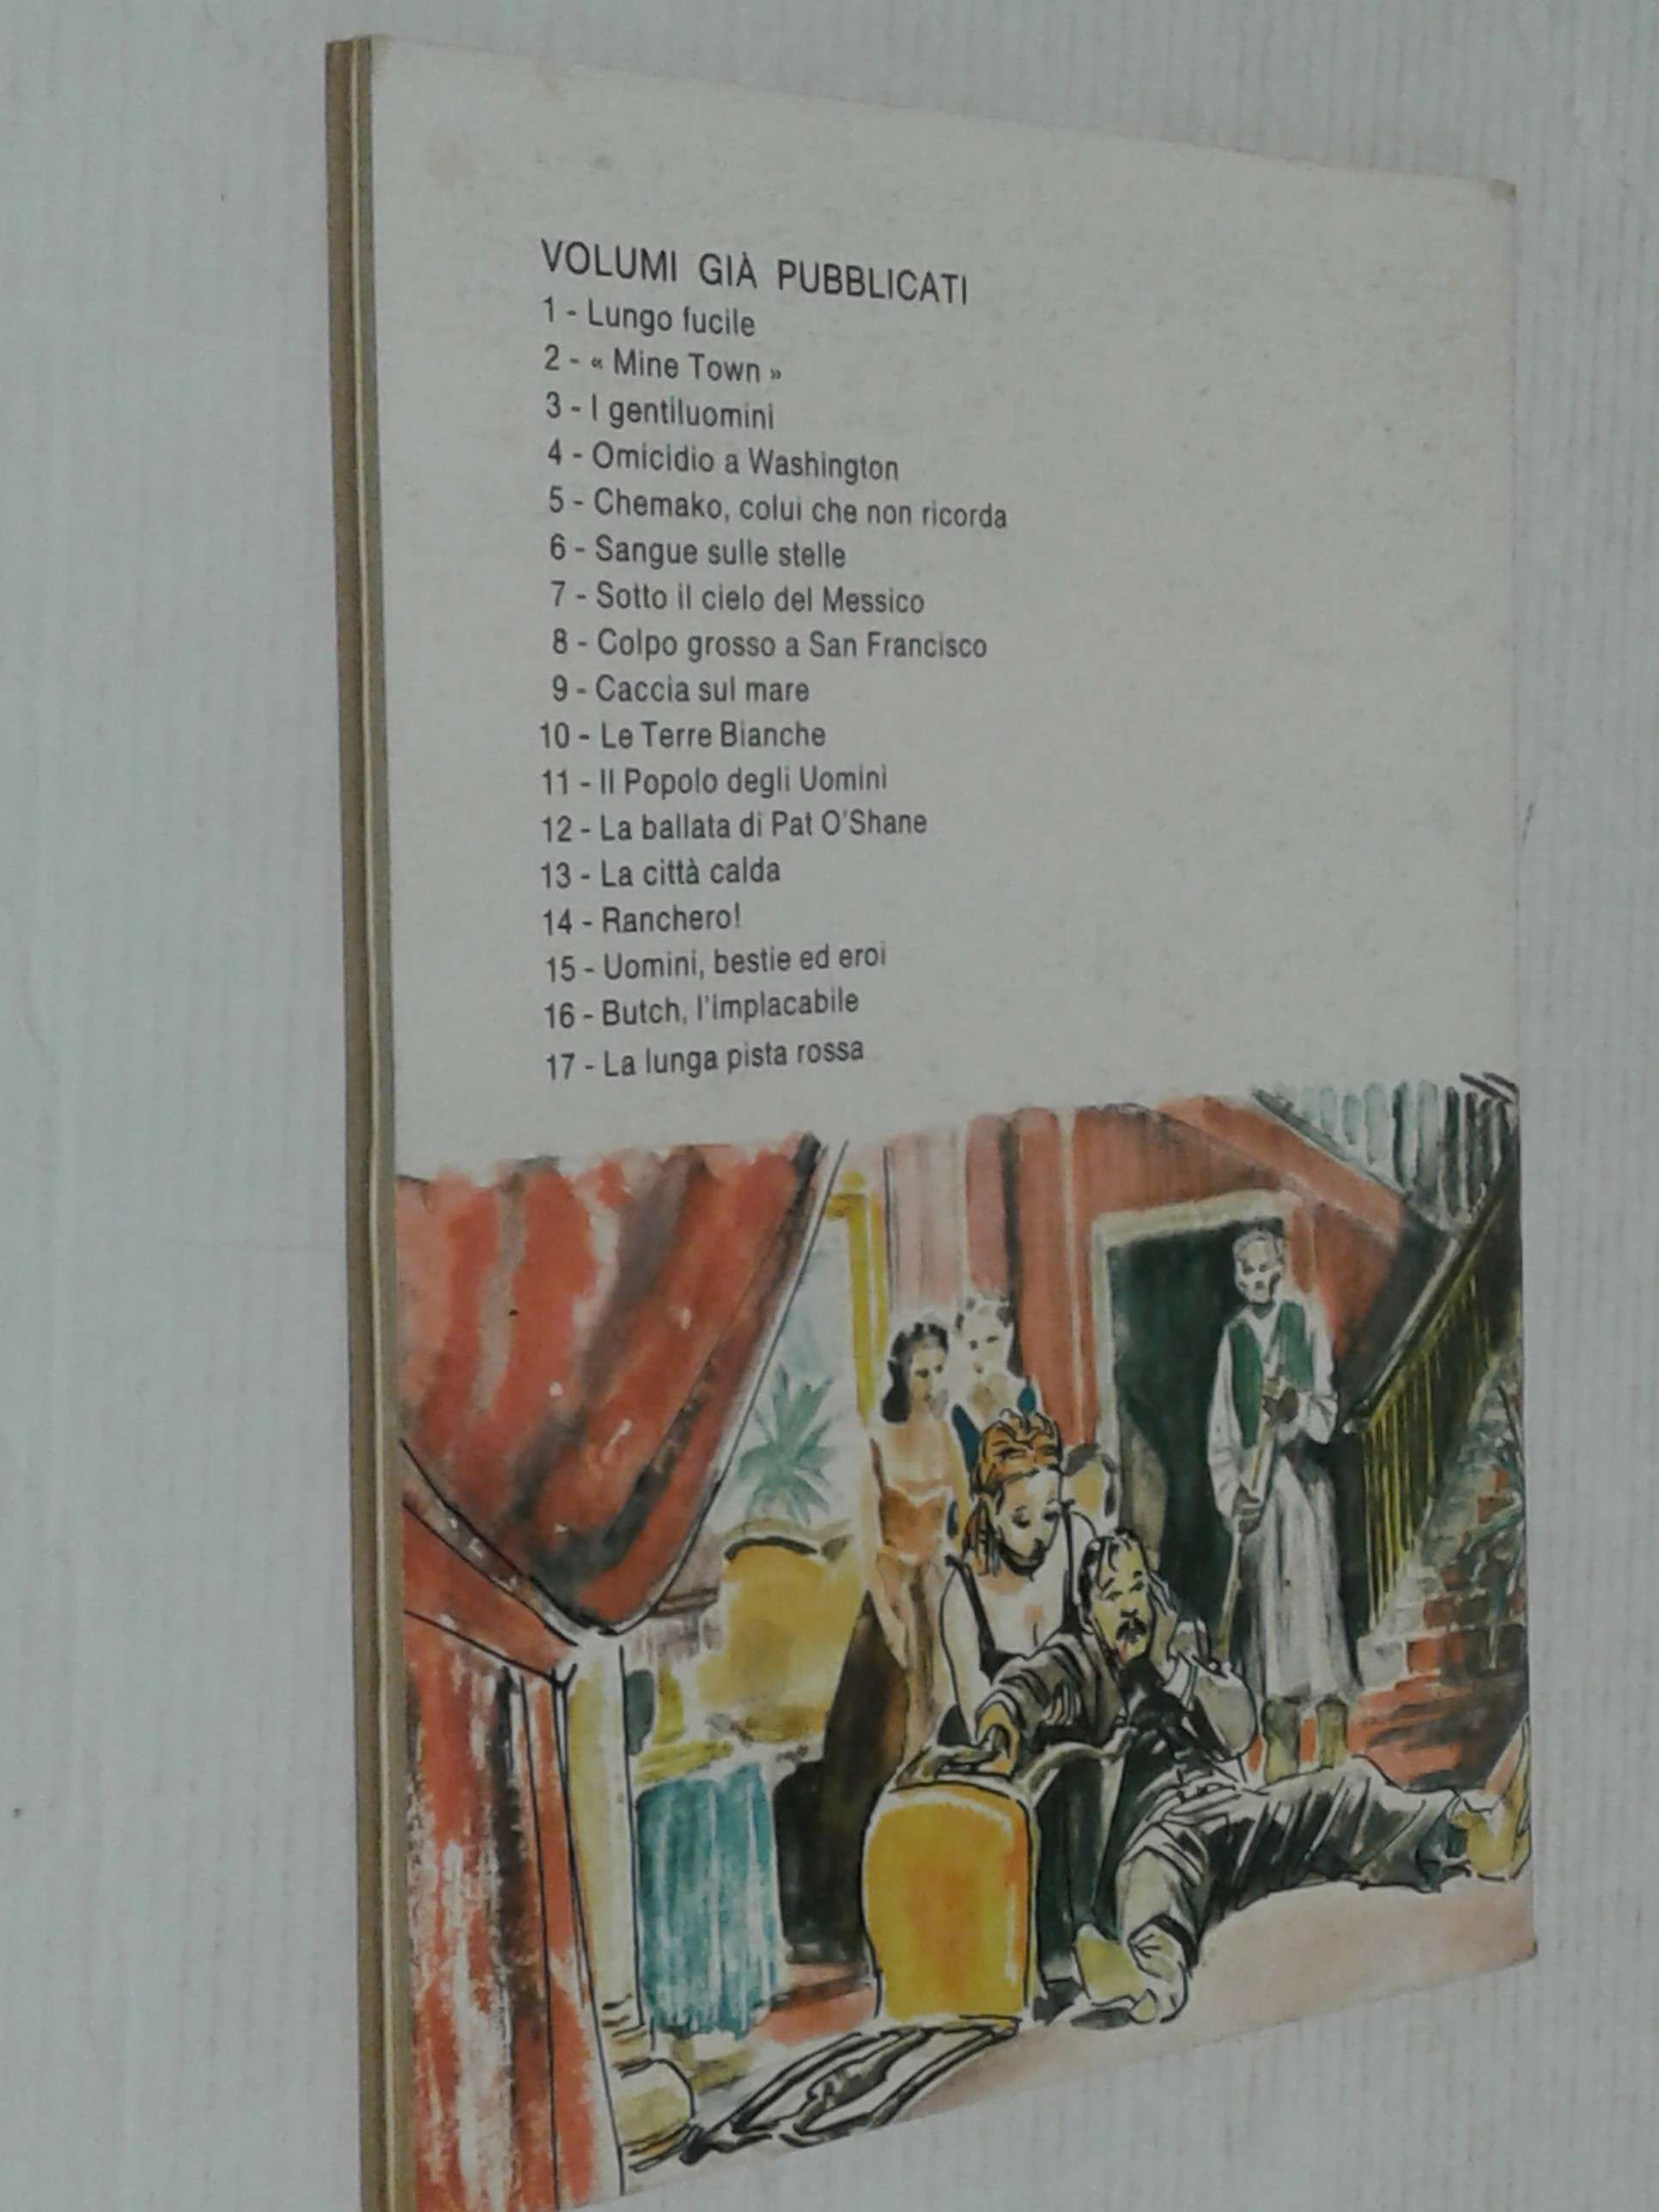 VOLUMI GIÀ PUBBLICATI
1 - Lungo fucile
2 - « Mine Town »
3 - I gentiluomini
4 - Omicidio a Washington
5 - Chemako, colui che non ricorda
6 - Sangue sulle stelle
7 - Sotto il cielo del Messico
8 - Colpo grosso a San Francisco
9 - Caccia sul mare
10 - Le Terre Bianche
11 - Il Popolo degli Uomini
12 - La ballata di Pat O'Shane
13 - La città calda
14 - Ranchero!
15 - Uomini, bestie ed eroi
16 - Butch, l'implacabile
17 - La lunga pista rossa